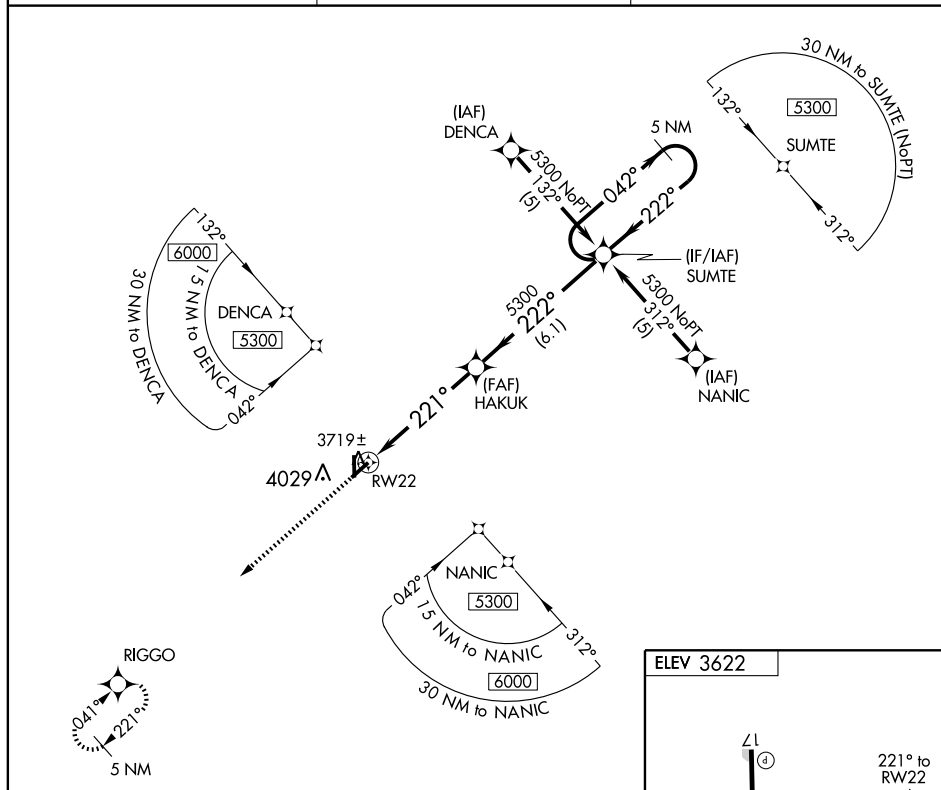 30 NM to SUMTE (NoPT)
132°
5300
SUMTE
312°
(IAF)
DENCA
5300 NoPT
132°
(5)
5 NM
042°
222°
(IF/IAF)
SUMTE
5300 NoPT
312°
(5)
(IAF)
NANIC
5300
222°
(6.1)
(FAF)
HAKUK
221°
132°
6000
30 NM to DENCA
15 NM to DENCA
DENCA
5300
042°
3719±
4029
RW22
042°
NANIC
5300
15 NM to NANIC
312°
6000
30 NM to NANIC
RIGGO
041°
221°
5 NM
ELEV 3622
17
P
221° to
RW22